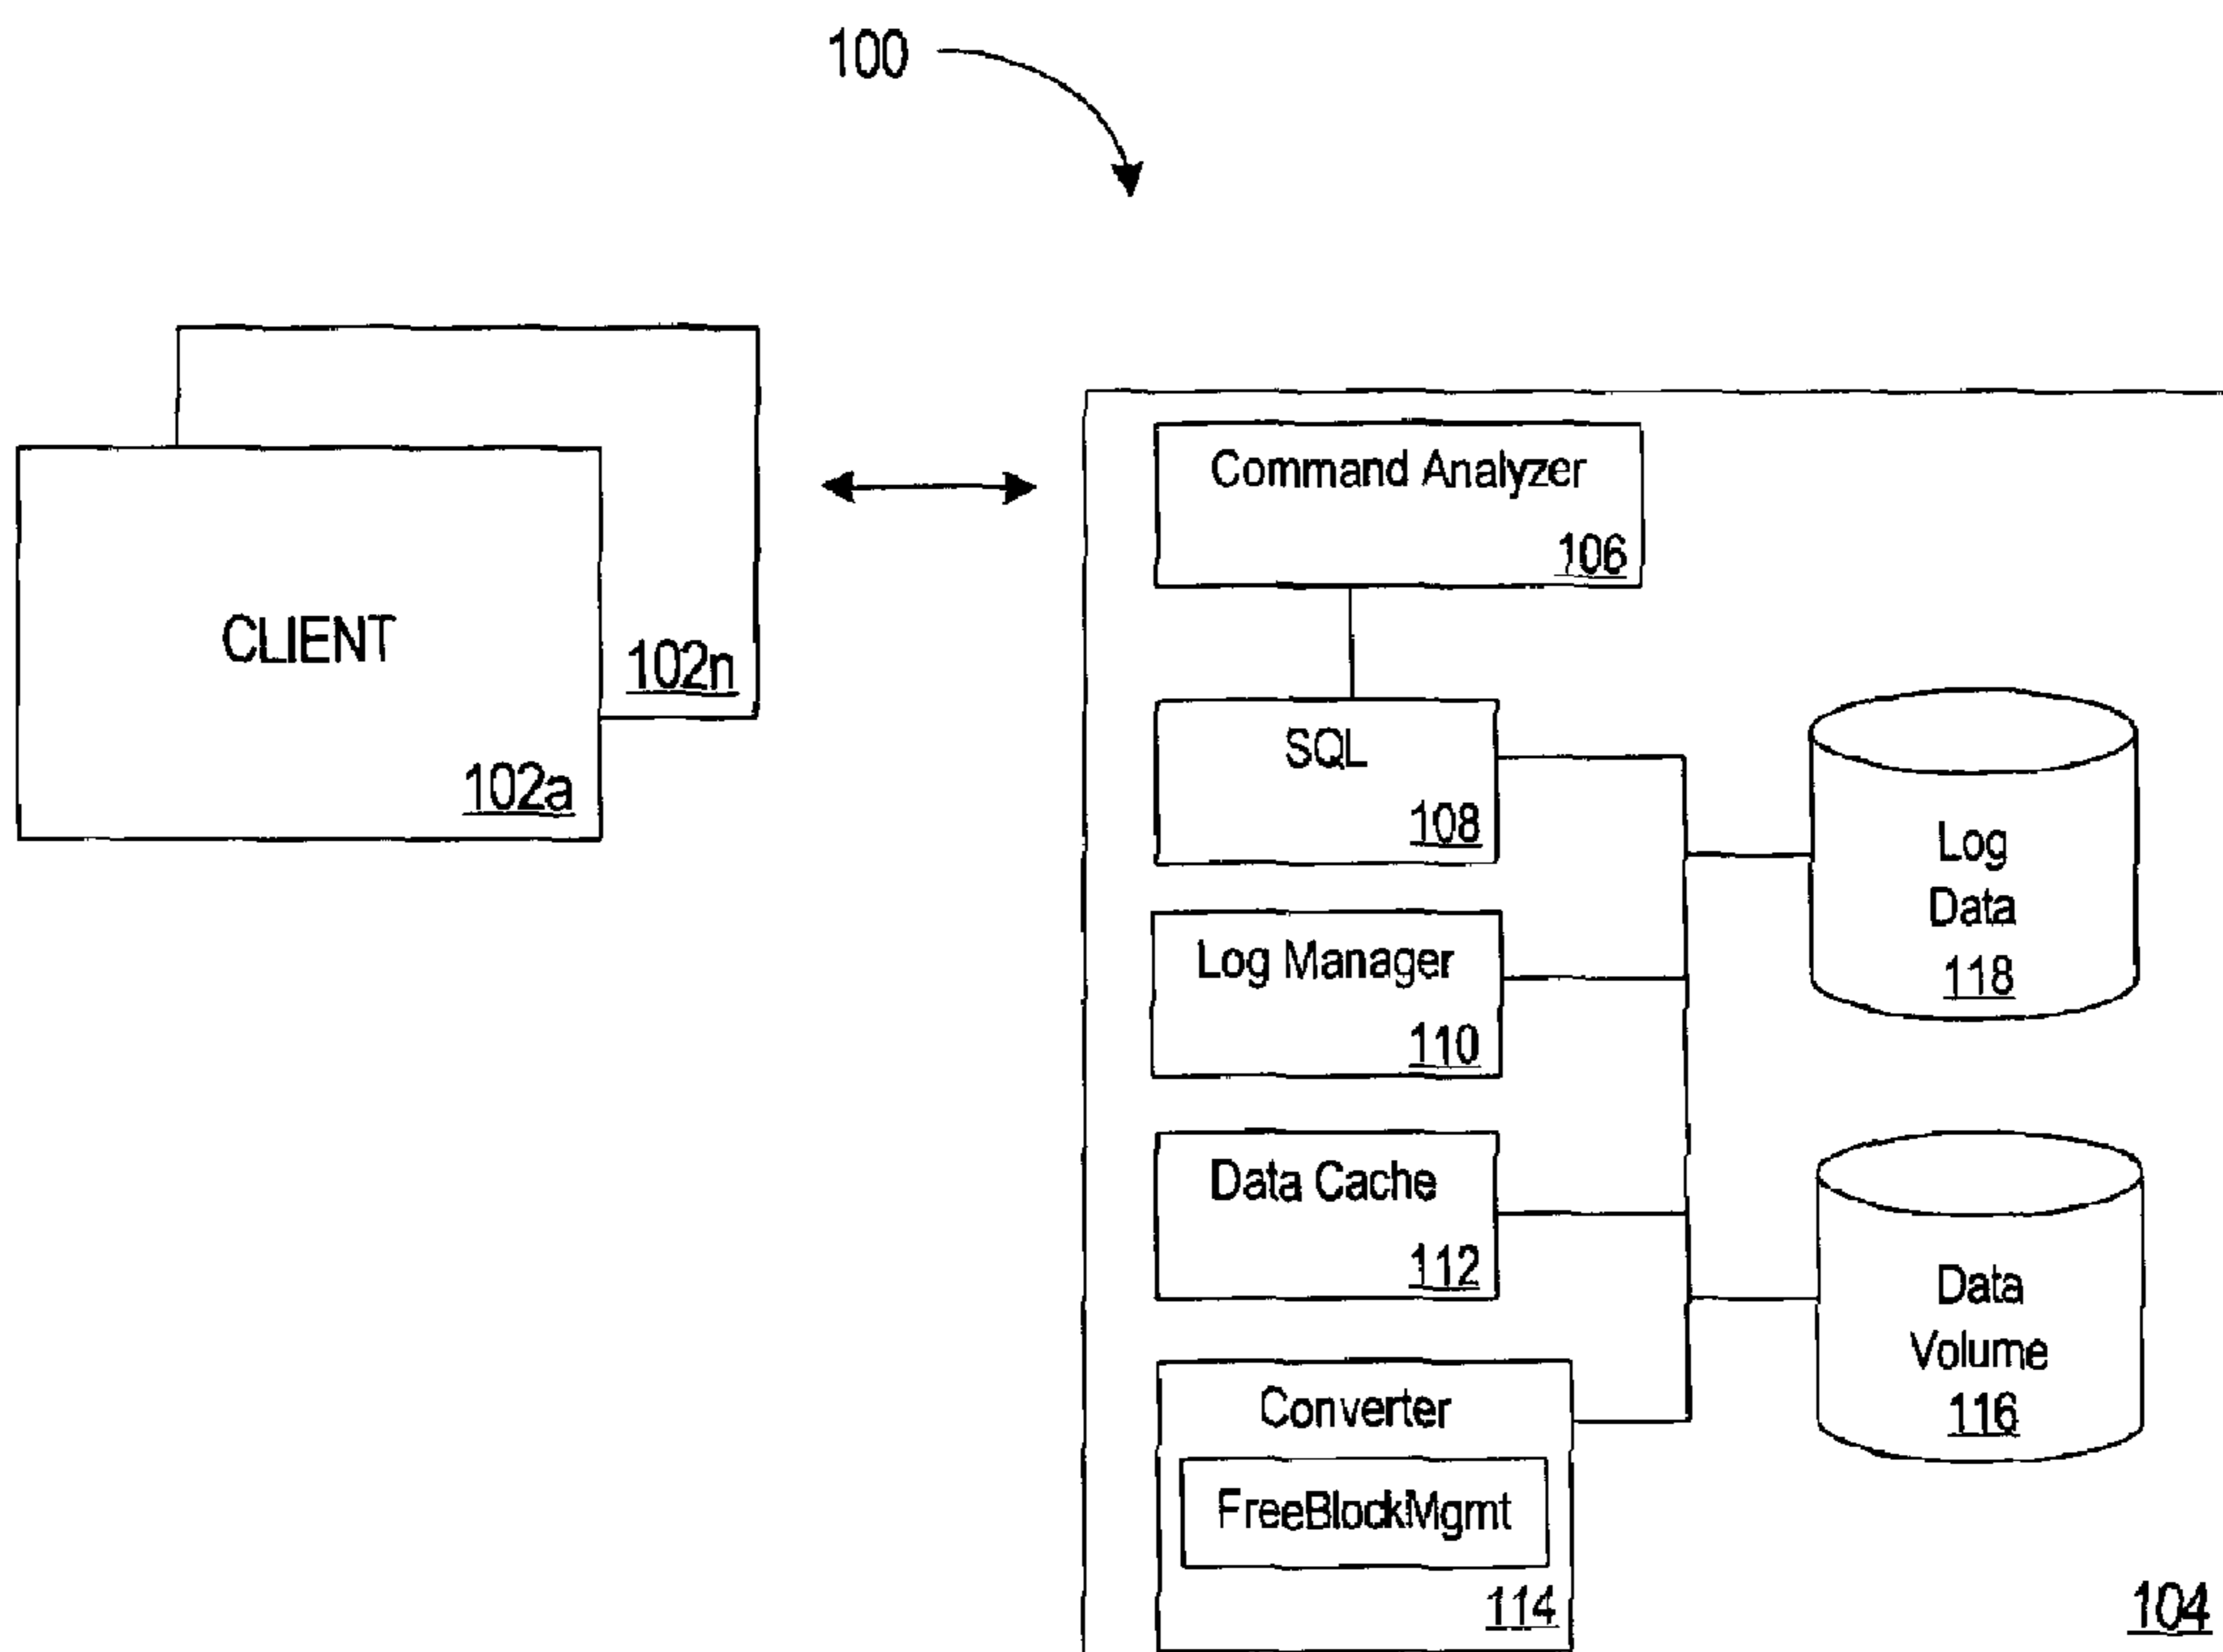 100
CLIENT
102n
102a
Command Analyzer
106
SQL
108
Log Manager
110
Data Cache
112
Converter
FreeBlockMgmt
114
Log
Data
118
Data
Volume
116
104